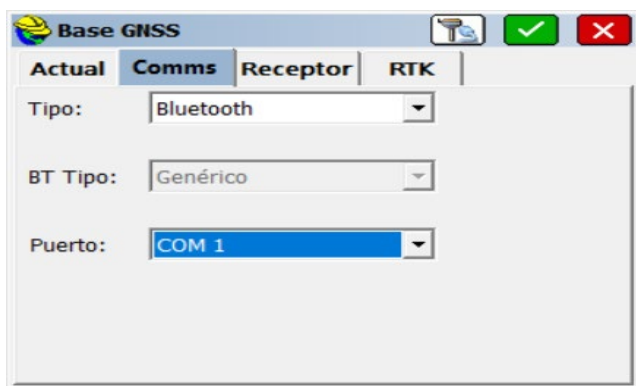 Base GNSS
Actual Comms Receptor RTK
Tipo: Bluetooth
BT Tipo: Genérico
Puerto: COM 1